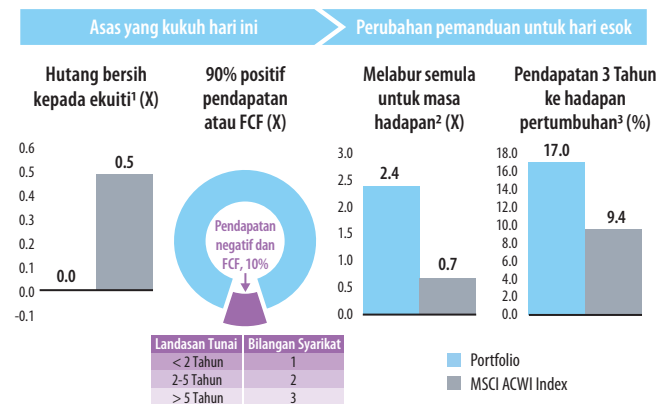 Asas yang kukuh hari ini
Perubahan pemanduan untuk hari esok
Hutang bersih
kepada ekuiti¹ (X)
0.6
0.5
0.4
0.3
0.2
0.1
0.0
-0.1
0.0
0.5
90% positif
pendapatan
atau FCF (X)
Pendapatan
negatif dan
FCF, 10%
Landasan Tunai Bilangan Syarikat
< 2 Tahun 1
2-5 Tahun 2
> 5 Tahun 3
Melabur semula
untuk masa
hadapan² (X)
3.0
2.5
2.0
1.5
1.0
0.5
0.0
2.4
0.7
Pendapatan 3 Tahun
ke hadapan
pertumbuhan³ (%)
18.0
16.0
14.0
12.0
10.0
8.0
6.0
4.0
2.0
0.0
17.0
9.4
Portfolio
MSCI ACWI Index